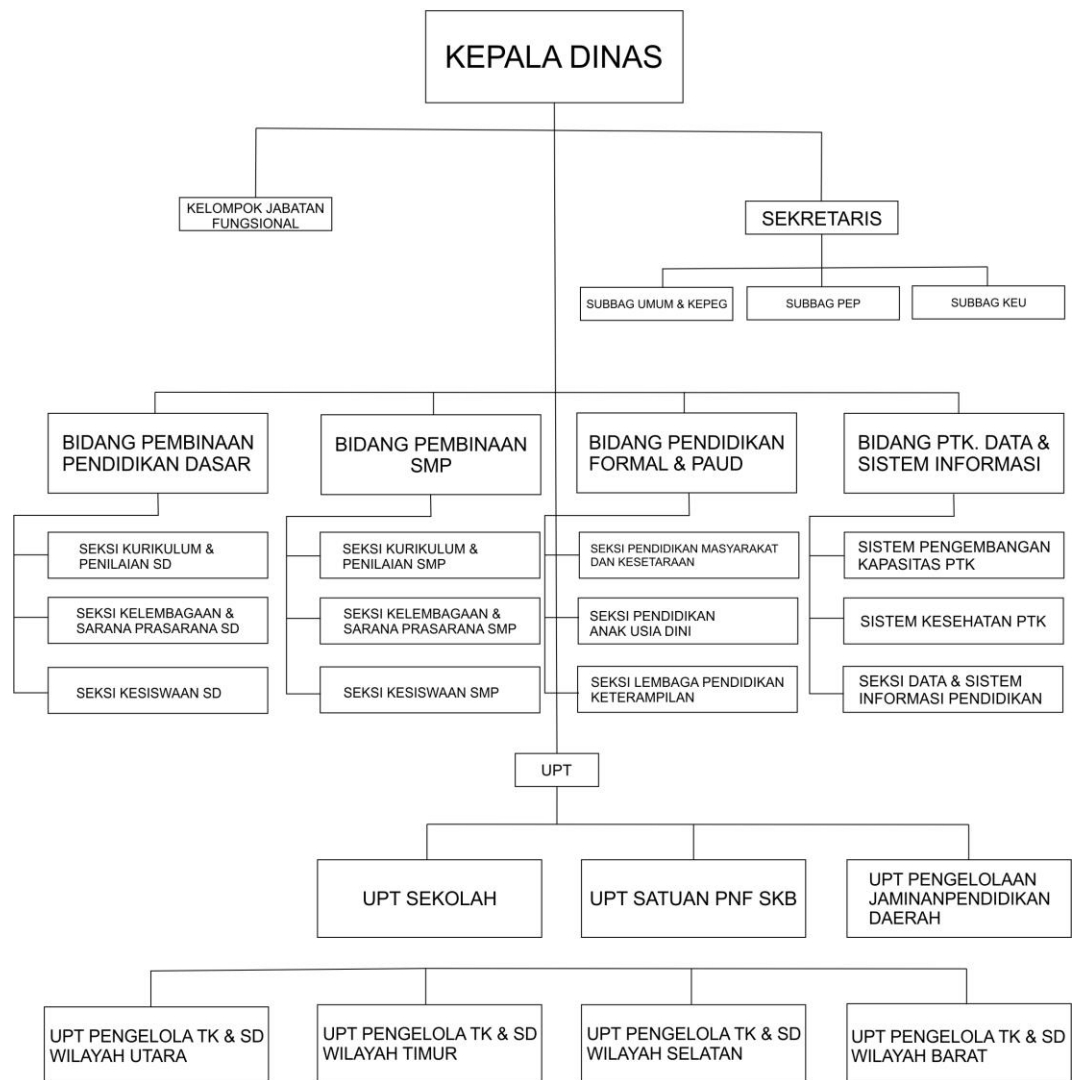 KEPALA DINAS
KELOMPOK JABATAN
FUNGSIONAL
SEKRETARIS
SUBBAG UMUM & KEPEG
SUBBAG PEP
SUBBAG KEU
BIDANG PEMBINAAN
PENDIDIKAN DASAR
BIDANG PEMBINAAN
SMP
BIDANG PENDIDIKAN
FORMAL & PAUD
BIDANG PTK. DATA &
SISTEM INFORMASI
SEKSI KURIKULUM &
PENILAIAN SD
SEKSI KURIKULUM &
PENILAIAN SMP
SEKSI PENDIDIKAN MASYARAKAT
DAN KESETARAAN
SISTEM PENGEMBANGAN
KAPASITAS PTK
SEKSI KELEMBAGAAN &
SARANA PRASARANA SD
SEKSI KELEMBAGAAN &
SARANA PRASARANA SMP
SEKSI PENDIDIKAN
ANAK USIA DINI
SISTEM KESEHATAN PTK
SEKSI KESISWAAN SD
SEKSI KESISWAAN SMP
SEKSI LEMBAGA PENDIDIKAN
KETERAMPILAN
SEKSI DATA & SISTEM
INFORMASI PENDIDIKAN
UPT
UPT SEKOLAH
UPT SATUAN PNF SKB
UPT PENGELOLAAN
JAMINANPENDIDIKAN
DAERAH
UPT PENGELOLA TK & SD
WILAYAH UTARA
UPT PENGELOLA TK & SD
WILAYAH TIMUR
UPT PENGELOLA TK & SD
WILAYAH SELATAN
UPT PENGELOLA TK & SD
WILAYAH BARAT